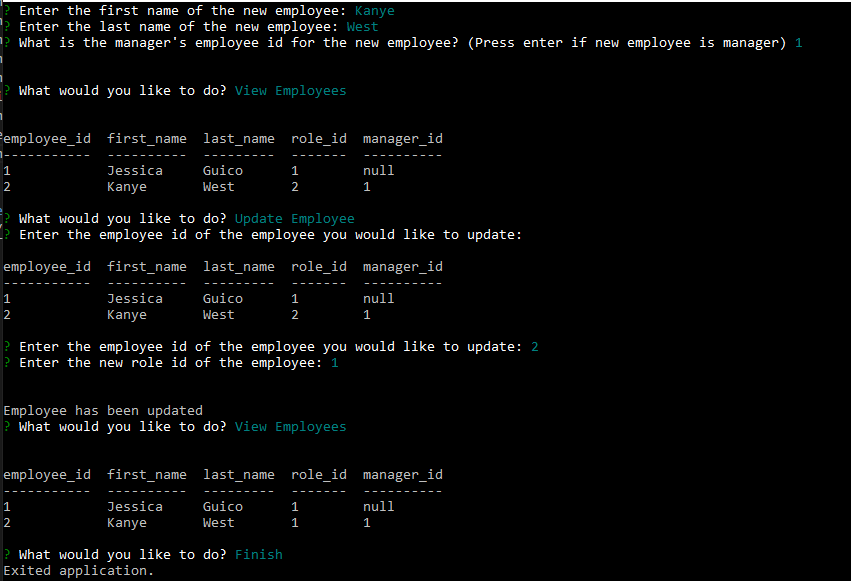 ? Enter the first name of the new employee: Kanye
? Enter the last name of the new employee: West
? What is the manager's employee id for the new employee? (Press enter if new employee is manager) 1
? What would you like to do? View Employees
employee_id  first_name  last_name  role_id  manager_id
-----------  ----------  ---------  -------  ----------
1            Jessica     Guico      1        null
2            Kanye       West       2        1
? What would you like to do? Update Employee
? Enter the employee id of the employee you would like to update:
employee_id  first_name  last_name  role_id  manager_id
-----------  ----------  ---------  -------  ----------
1            Jessica     Guico      1        null
2            Kanye       West       2        1
? Enter the employee id of the employee you would like to update: 2
? Enter the new role id of the employee: 1
Employee has been updated
? What would you like to do? View Employees
employee_id  first_name  last_name  role_id  manager_id
-----------  ----------  ---------  -------  ----------
1            Jessica     Guico      1        null
2            Kanye       West       1        1
? What would you like to do? Finish
Exited application.